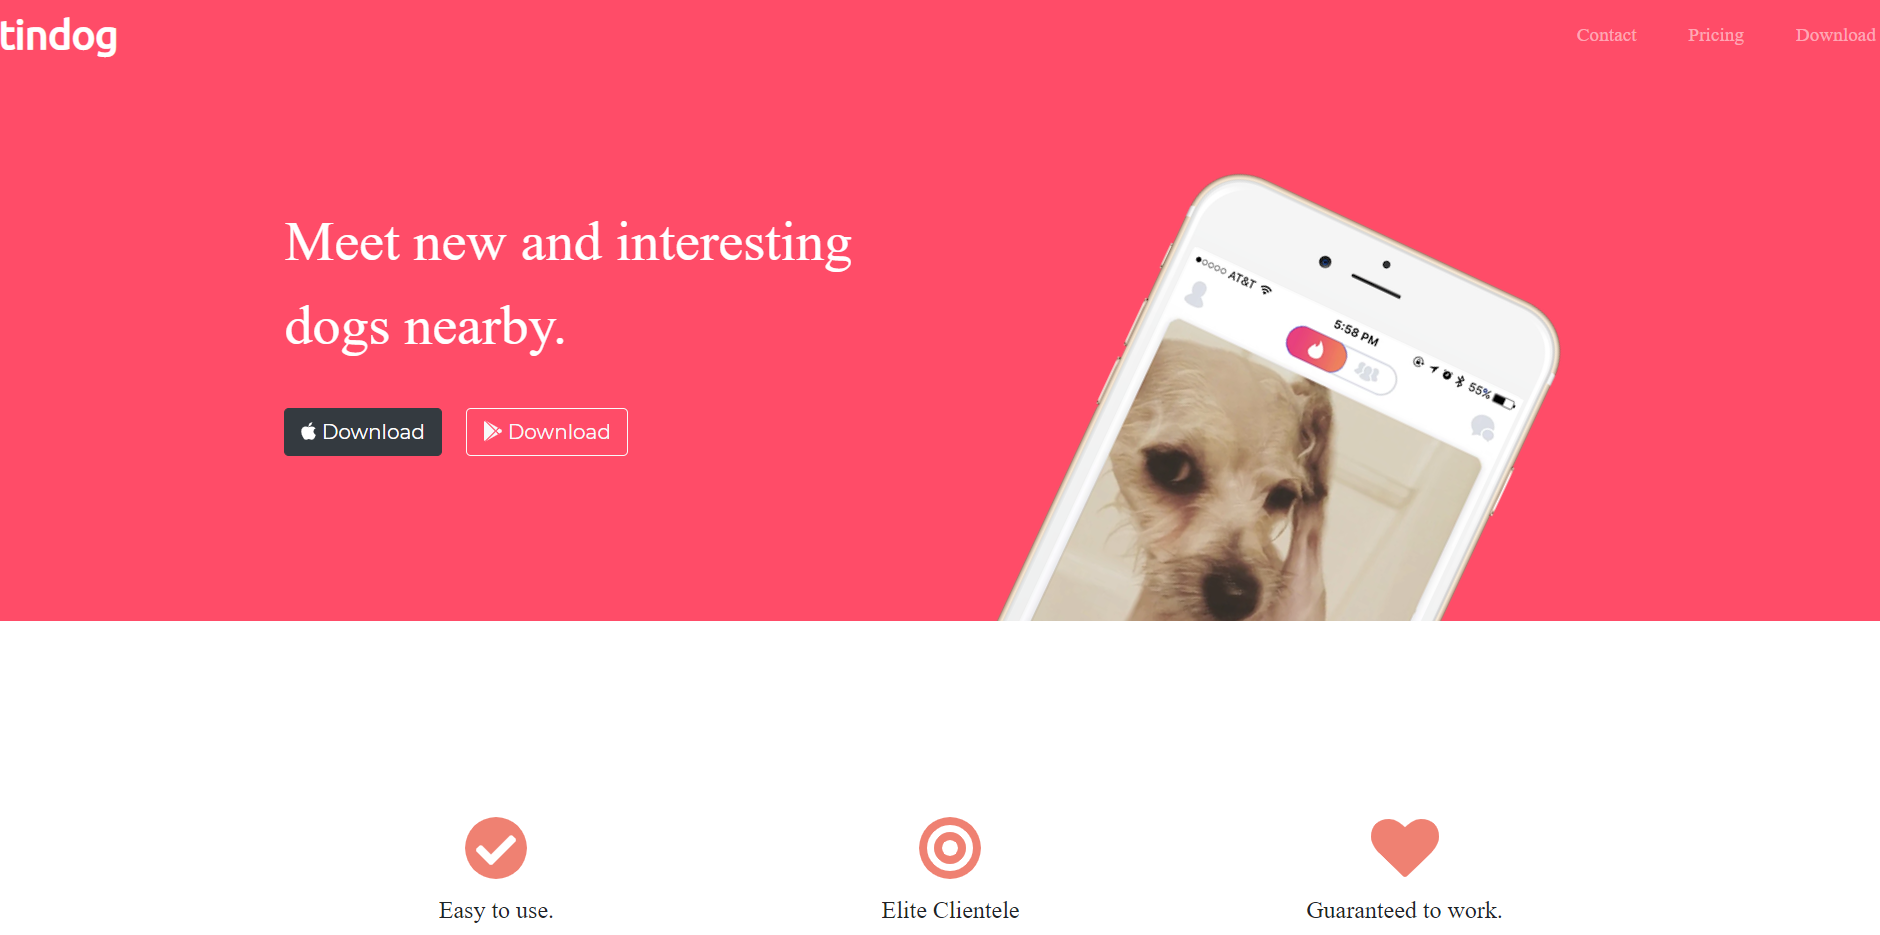 tindog
Contact
Pricing
Download
Meet new and interesting
dogs nearby.
Download
Download
AT&T
5:58 PM
55%
Easy to use.
Elite Clientele
Guaranteed to work.